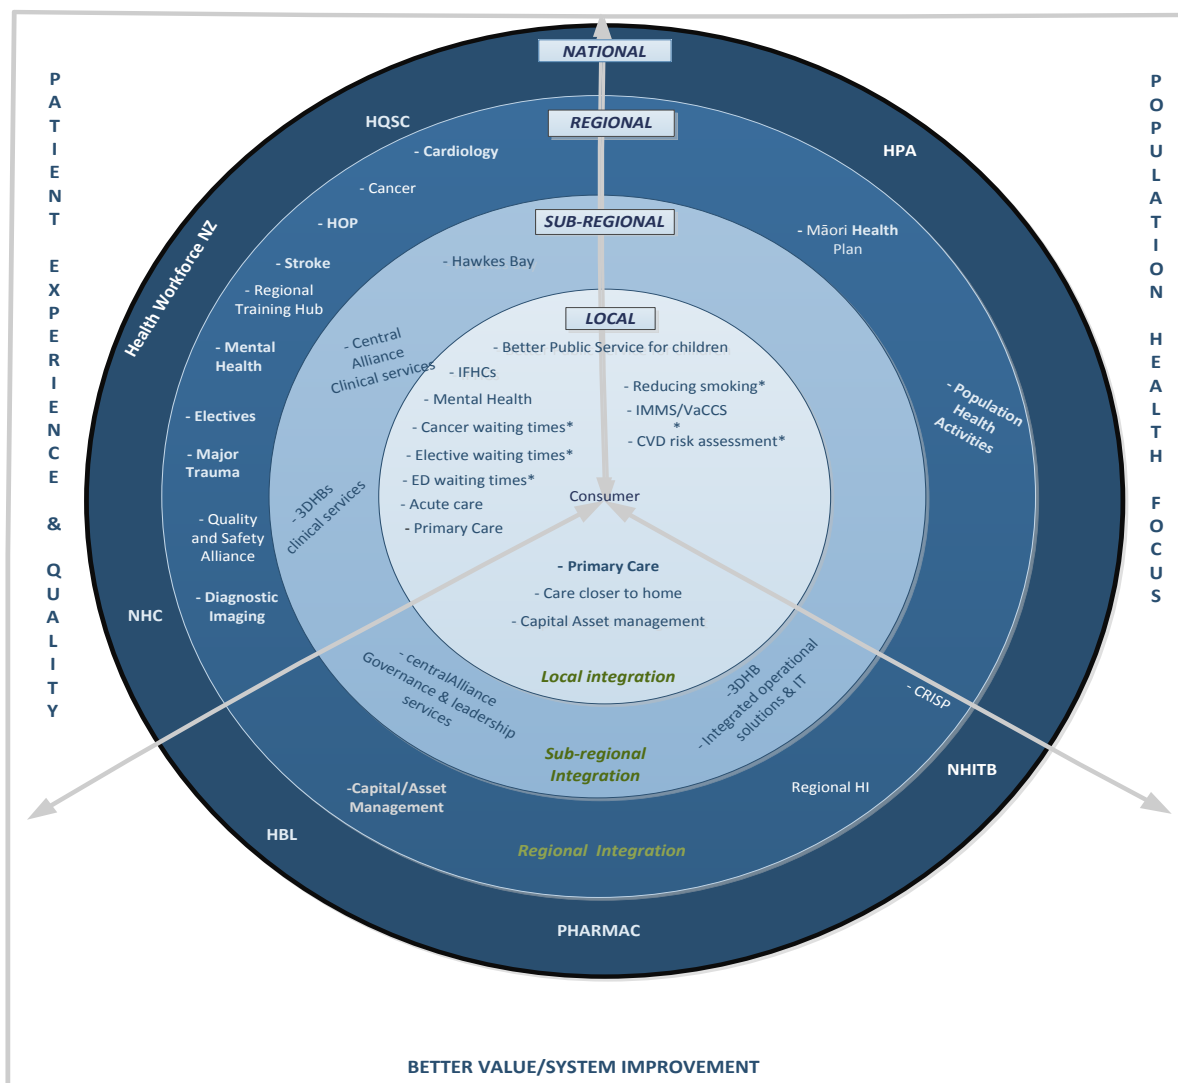 NATIONAL
HQSC
HPA
Health Workforce NZ
NHC
HBL
PHARMAC
NHITB
REGIONAL
- Cardiology
- Cancer
- HOP
- Stroke
- Regional
Training Hub
- Mental
Health
- Electives
- Major
Trauma
- Quality
and Safety
Alliance
- Diagnostic
Imaging
- Māori Health
Plan
- Population
Health
Activities
- CRISP
Regional HI
-Capital/Asset
Management
Regional Integration
SUB-REGIONAL
- Hawkes Bay
- Central
Alliance
Clinical services
- 3DHBs
clinical services
- centralAlliance
Governance & leadership
services
-3DHB
- Integrated operational
solutions & IT
Sub-regional
Integration
LOCAL
- Better Public Service for children
- IFHCs
- Mental Health
- Cancer waiting times*
- Elective waiting times*
- ED waiting times*
- Acute care
- Primary Care
- Reducing smoking*
- IMMS/VaCCS
*
- CVD risk assessment*
Consumer
- Primary Care
- Care closer to home
- Capital Asset management
Local integration
PATIENT EXPERIENCE & QUALITY
POPULATION HEALTH FOCUS
BETTER VALUE/SYSTEM IMPROVEMENT